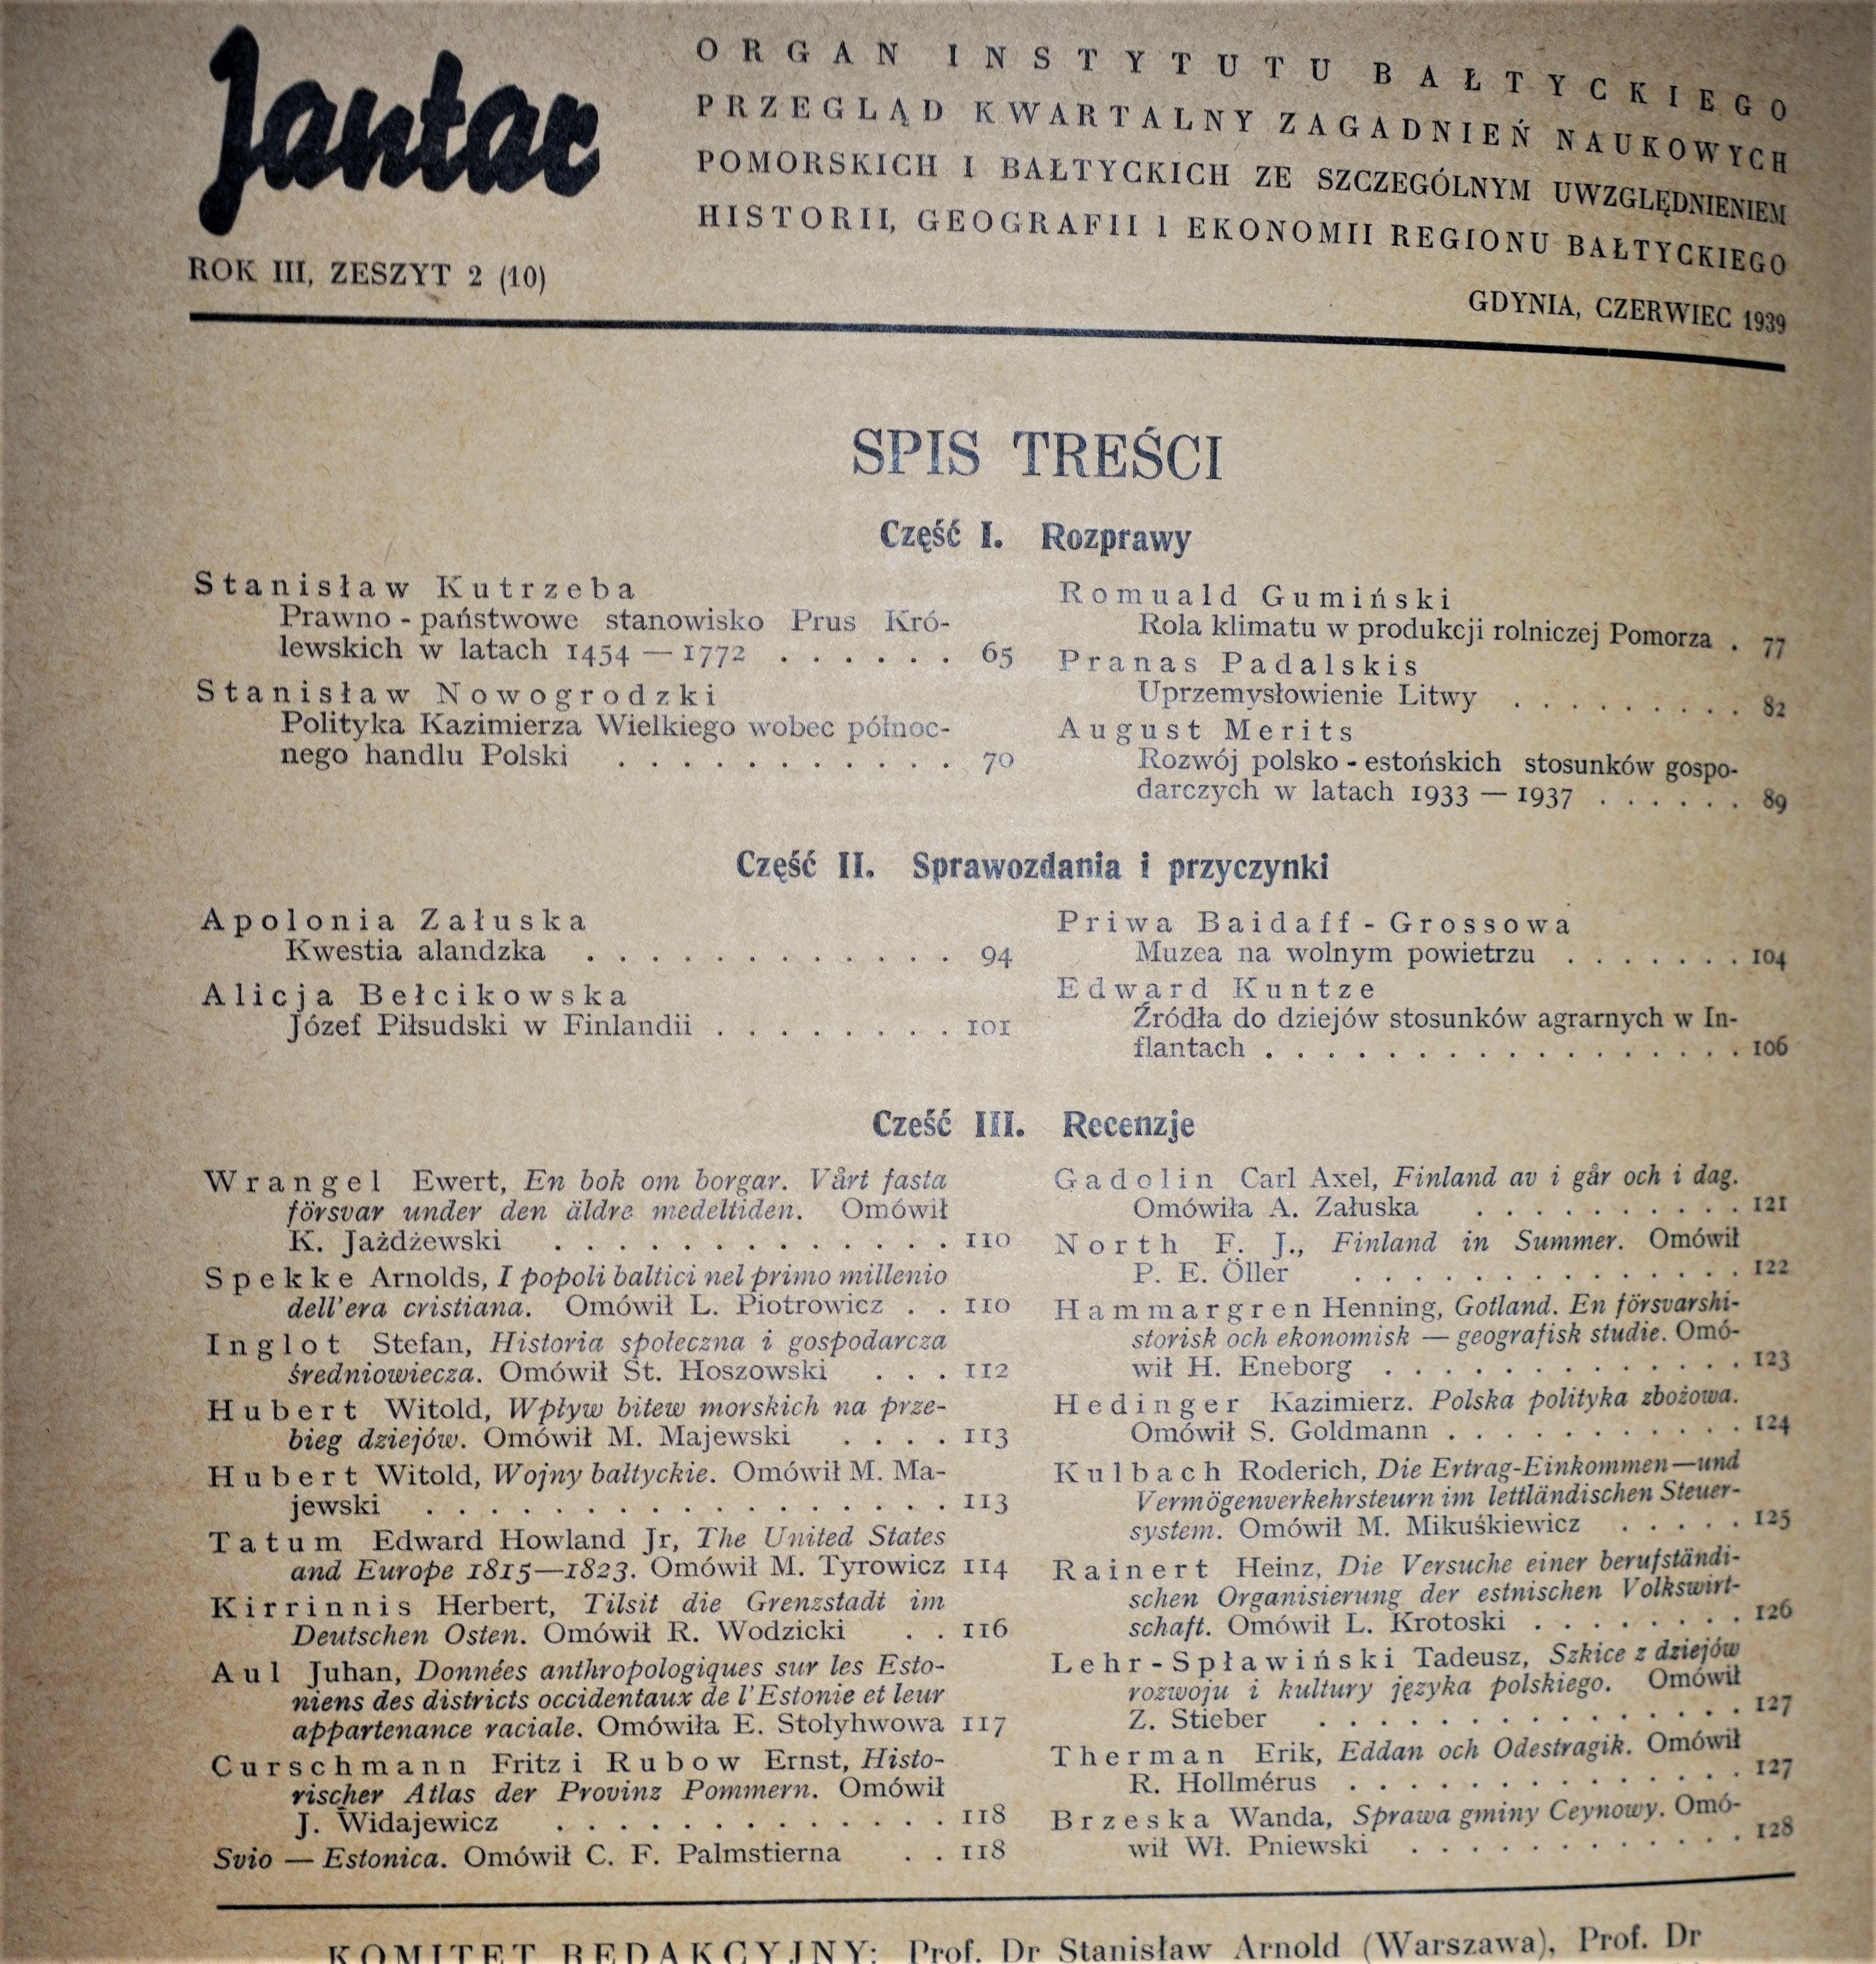 Jantar
ROK III, ZESZYT 2 (10)
ORGAN INSTYTUTU BAŁTYCKIEGO
PRZEGLĄD KWARTALNY ZAGADNIEŃ NAUKOWYCH
POMORSKICH I BAŁTYCKICH ZE SZCZEGÓLNYM UWZGLĘDNIENIEM
HISTORII, GEOGRAFII I EKONOMII REGIONU BAŁTYCKIEGO
GDYNIA, CZERWIEC 1939
SPIS TREŚCI
Część I. Rozprawy
Stanisław Kutrzeba
Prawno - państwowe stanowisko Prus Kró-
lewskich w latach 1454 — 1772 . . . . . . 65
Stanisław Nowogrodzki
Polityka Kazimierza Wielkiego wobec północ-
nego handlu Polski . . . . . . . . . . . 70
Romuald Gumiński
Rola klimatu w produkcji rolniczej Pomorza . 77
Pranas Padalskis
Uprzemysłowienie Litwy . . . . . . . . . 82
August Merits
Rozwój polsko - estońskich stosunków gospo-
darczych w latach 1933 — 1937 . . . . . . 89
Część II. Sprawozdania i przyczynki
Apolonia Załuska
Kwestia alandzka . . . . . . . . . . . . . 94
Alicja Bełcikowska
Józef Piłsudski w Finlandii . . . . . . . . . 101
Priwa Baidaff - Grossowa
Muzea na wolnym powietrzu . . . . . . . 104
Edward Kuntze
Źródła do dziejów stosunków agrarnych w In-
flantach . . . . . . . . . . . . . . . . . 106
Cześć III. Recenzje
Wrangel Ewert, En bok om borgar. Vårt fasta
försvar under den äldre medeltiden. Omówił
K. Jażdżewski . . . . . . . . . . . . . 110
Spekke Arnolds, I popoli baltici nel primo millenio
dell'era cristiana. Omówił L. Piotrowicz . . 110
Inglot Stefan, Historia społeczna i gospodarcza
średniowiecza. Omówił St. Hoszowski . . . 112
Hubert Witold, Wpływ bitew morskich na prze-
bieg dziejów. Omówił M. Majewski . . . . 113
Hubert Witold, Wojny bałtyckie. Omówił M. Ma-
jewski . . . . . . . . . . . . . . . . . 113
Tatum Edward Howland Jr, The United States
and Europe 1815—1823. Omówił M. Tyrowicz 114
Kirrinnis Herbert, Tilsit die Grenzstadt im
Deutschen Osten. Omówił R. Wodzicki . . 116
Aul Juhan, Données anthropologiques sur les Esto-
niens des districts occidentaux de l'Estonie et leur
appartenance raciale. Omówiła E. Stołyhwowa 117
Curschmann Fritz i Rubow Ernst, Histo-
rischer Atlas der Provinz Pommern. Omówił
J. Widajewicz . . . . . . . . . . . . . 118
Svio — Estonica. Omówił C. F. Palmstierna . . 118
Gadolin Carl Axel, Finland av i går och i dag.
Omówiła A. Załuska . . . . . . . . . . . 121
North F. J., Finland in Summer. Omówił
P. E. Öller . . . . . . . . . . . . . . . 122
Hammargren Henning, Gotland. En försvarshi-
storisk och ekonomisk — geografisk studie. Omó-
wił H. Eneborg . . . . . . . . . . . . . 123
Hedinger Kazimierz. Polska polityka zbożowa.
Omówił S. Goldmann . . . . . . . . . . . 124
Kulbach Roderich, Die Ertrag-Einkommen—und
Vermögenverkehrsteurn im lettländischen Steuer-
system. Omówił M. Mikuśkiewicz . . . . . 125
Rainert Heinz, Die Versuche einer berufständi-
schen Organisierung der estnischen Volkswirt-
schaft. Omówił L. Krotoski . . . . . . . . 126
Lehr-Spławiński Tadeusz, Szkice z dziejów
rozwoju i kultury języka polskiego. Omówił
Z. Stieber . . . . . . . . . . . . . . . 127
Therman Erik, Eddan och Odestragik. Omówił
R. Hollmérus . . . . . . . . . . . . . . 127
Brzeska Wanda, Sprawa gminy Ceynowy. Omó-
wił Wł. Pniewski . . . . . . . . . . . . 128
KOMITET REDAKCYJNY: Prof. Dr Stanisław Arnold (Warszawa), Prof. Dr